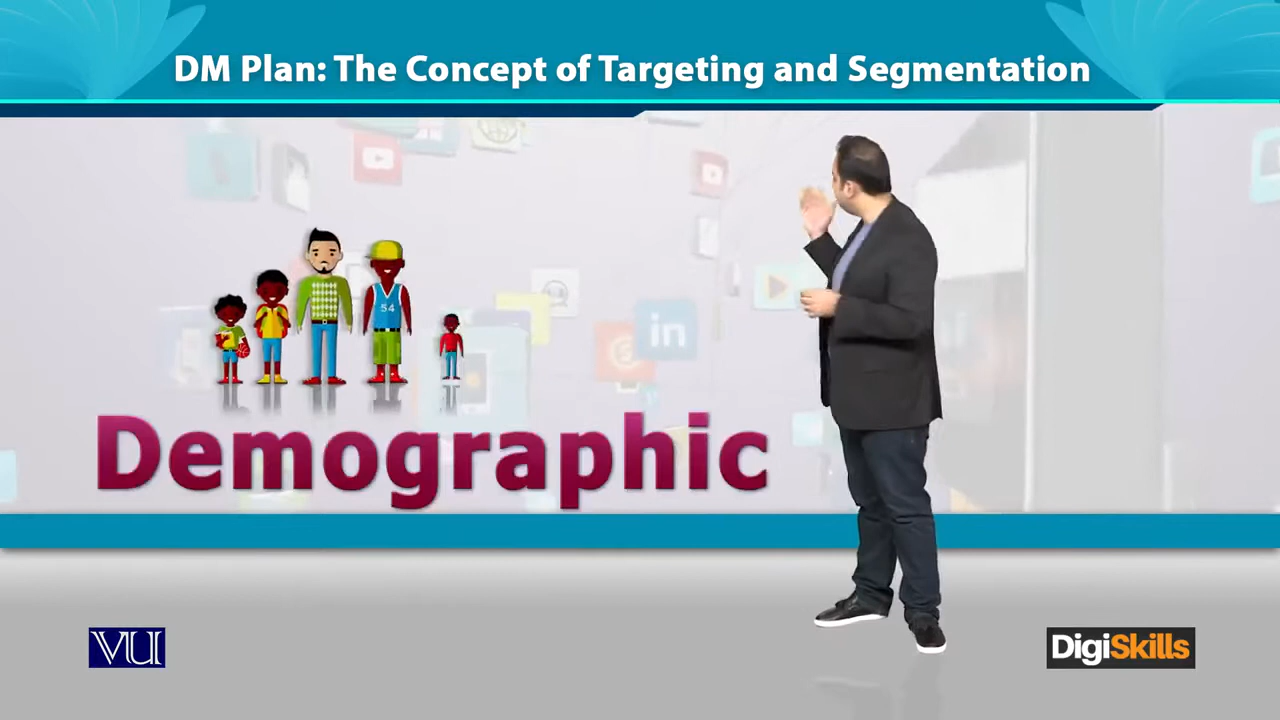 DM Plan: The Concept of Targeting and Segmentation
in
54
Demographic
VU
DigiSkills